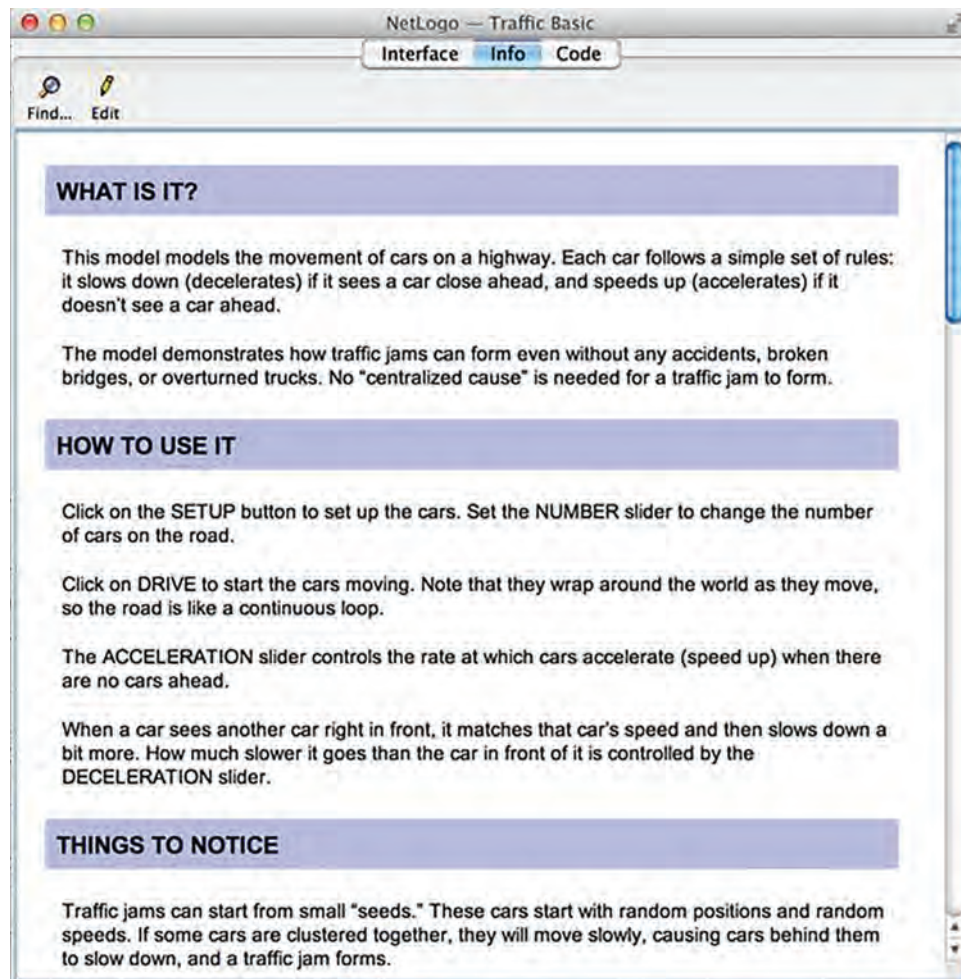 NetLogo — Traffic Basic
Interface Info Code
Find... Edit
WHAT IS IT?
This model models the movement of cars on a highway. Each car follows a simple set of rules:
it slows down (decelerates) if it sees a car close ahead, and speeds up (accelerates) if it
doesn't see a car ahead.
The model demonstrates how traffic jams can form even without any accidents, broken
bridges, or overturned trucks. No "centralized cause" is needed for a traffic jam to form.
HOW TO USE IT
Click on the SETUP button to set up the cars. Set the NUMBER slider to change the number
of cars on the road.
Click on DRIVE to start the cars moving. Note that they wrap around the world as they move,
so the road is like a continuous loop.
The ACCELERATION slider controls the rate at which cars accelerate (speed up) when there
are no cars ahead.
When a car sees another car right in front, it matches that car's speed and then slows down a
bit more. How much slower it goes than the car in front of it is controlled by the
DECELERATION slider.
THINGS TO NOTICE
Traffic jams can start from small "seeds." These cars start with random positions and random
speeds. If some cars are clustered together, they will move slowly, causing cars behind them
to slow down, and a traffic jam forms.